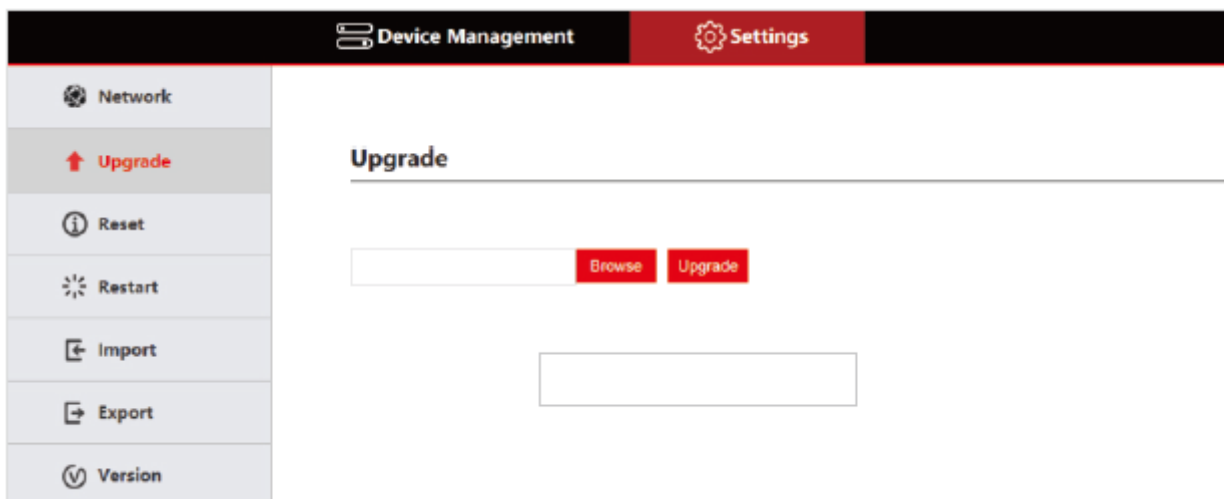 Device Management
Settings
Network
Upgrade
Reset
Restart
Import
Export
Version
Upgrade
Browse
Upgrade